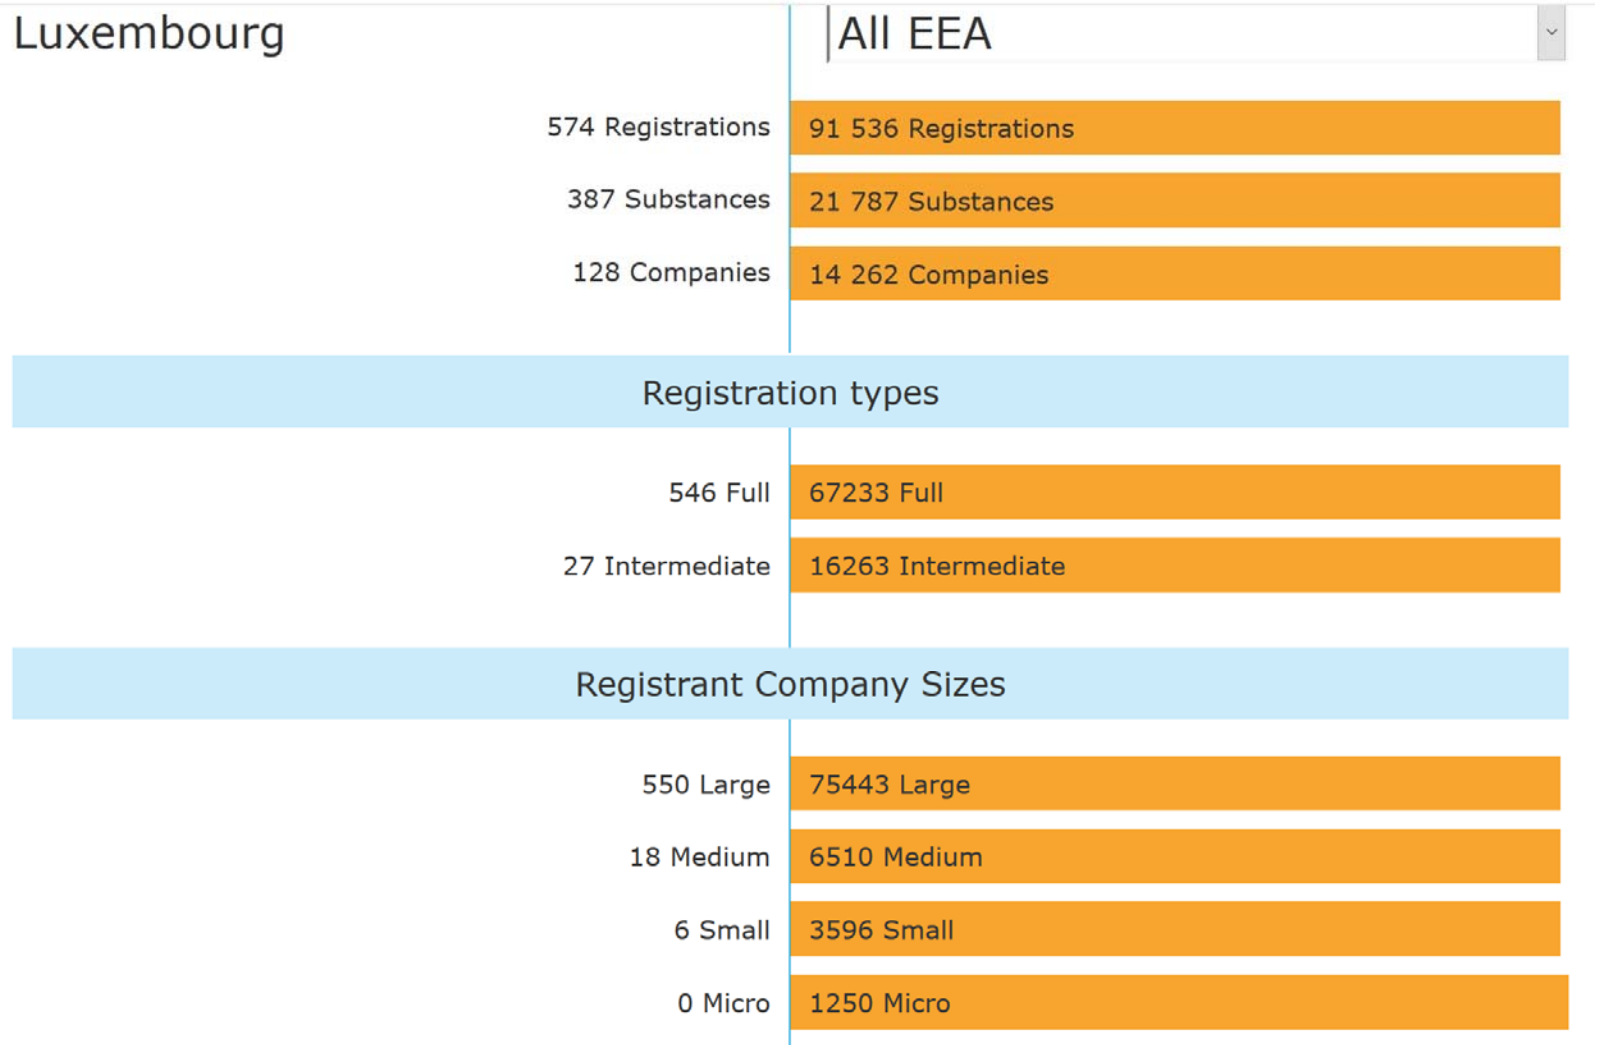 Luxembourg
All EEA
574 Registrations
91 536 Registrations
387 Substances
21 787 Substances
128 Companies
14 262 Companies
Registration types
546 Full
67233 Full
27 Intermediate
16263 Intermediate
Registrant Company Sizes
550 Large
75443 Large
18 Medium
6510 Medium
6 Small
3596 Small
0 Micro
1250 Micro